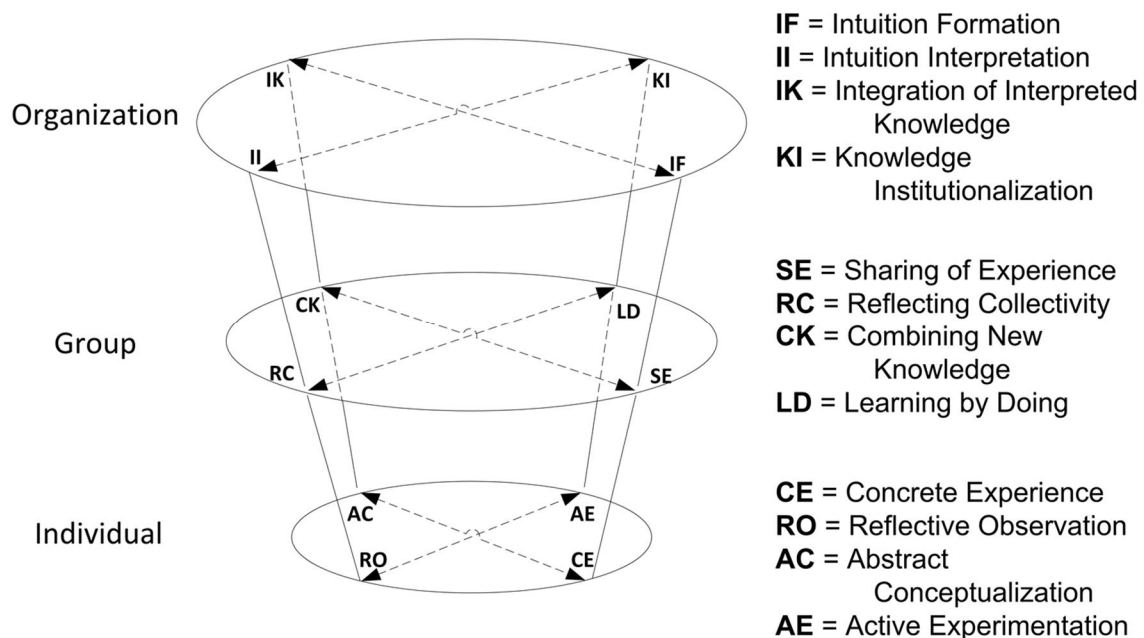 Organization
IK
KI
II
IF
Group
CK
LD
RC
SE
Individual
AC
AE
RO
CE
IF = Intuition Formation
II = Intuition Interpretation
IK = Integration of Interpreted
Knowledge
KI = Knowledge
Institutionalization
SE = Sharing of Experience
RC = Reflecting Collectivity
CK = Combining New
Knowledge
LD = Learning by Doing
CE = Concrete Experience
RO = Reflective Observation
AC = Abstract
Conceptualization
AE = Active Experimentation